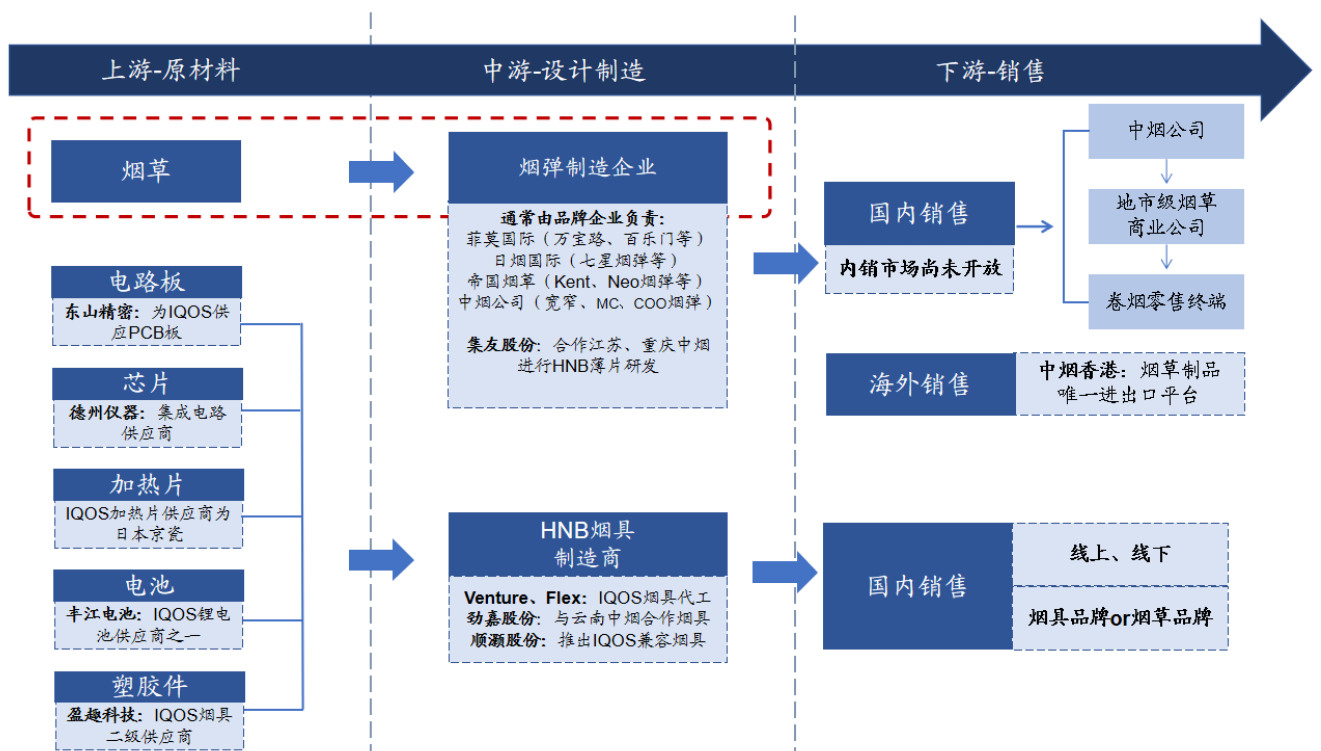 上游-原材料
中游-设计制造
下游-销售
烟草
电路板
东山精密：为IQOS供
应PCB板
芯片
德州仪器：集成电路
供应商
加热片
IQOS加热片供应商为
日本京瓷
电池
丰江电池：IQOS锂电
池供应商之一
塑胶件
盈趣科技：IQOS烟具
二级供应商
烟弹制造企业
通常由品牌企业负责：
菲莫国际（万宝路、百乐门等）
日烟国际（七星烟弹等）
帝国烟草（Kent、Neo烟弹等）
中烟公司（宽窄、MC、COO烟弹）
集友股份：合作江苏、重庆中烟
进行HNB薄片研发
HNB烟具
制造商
Venture、Flex：IQOS烟具代工
劲嘉股份：与云南中烟合作烟具
顺灏股份：推出IQOS兼容烟具
国内销售
内销市场尚未开放
中烟公司
地市级烟草
商业公司
卷烟零售终端
海外销售
中烟香港：烟草制品
唯一进出口平台
国内销售
线上、线下
烟具品牌or烟草品牌